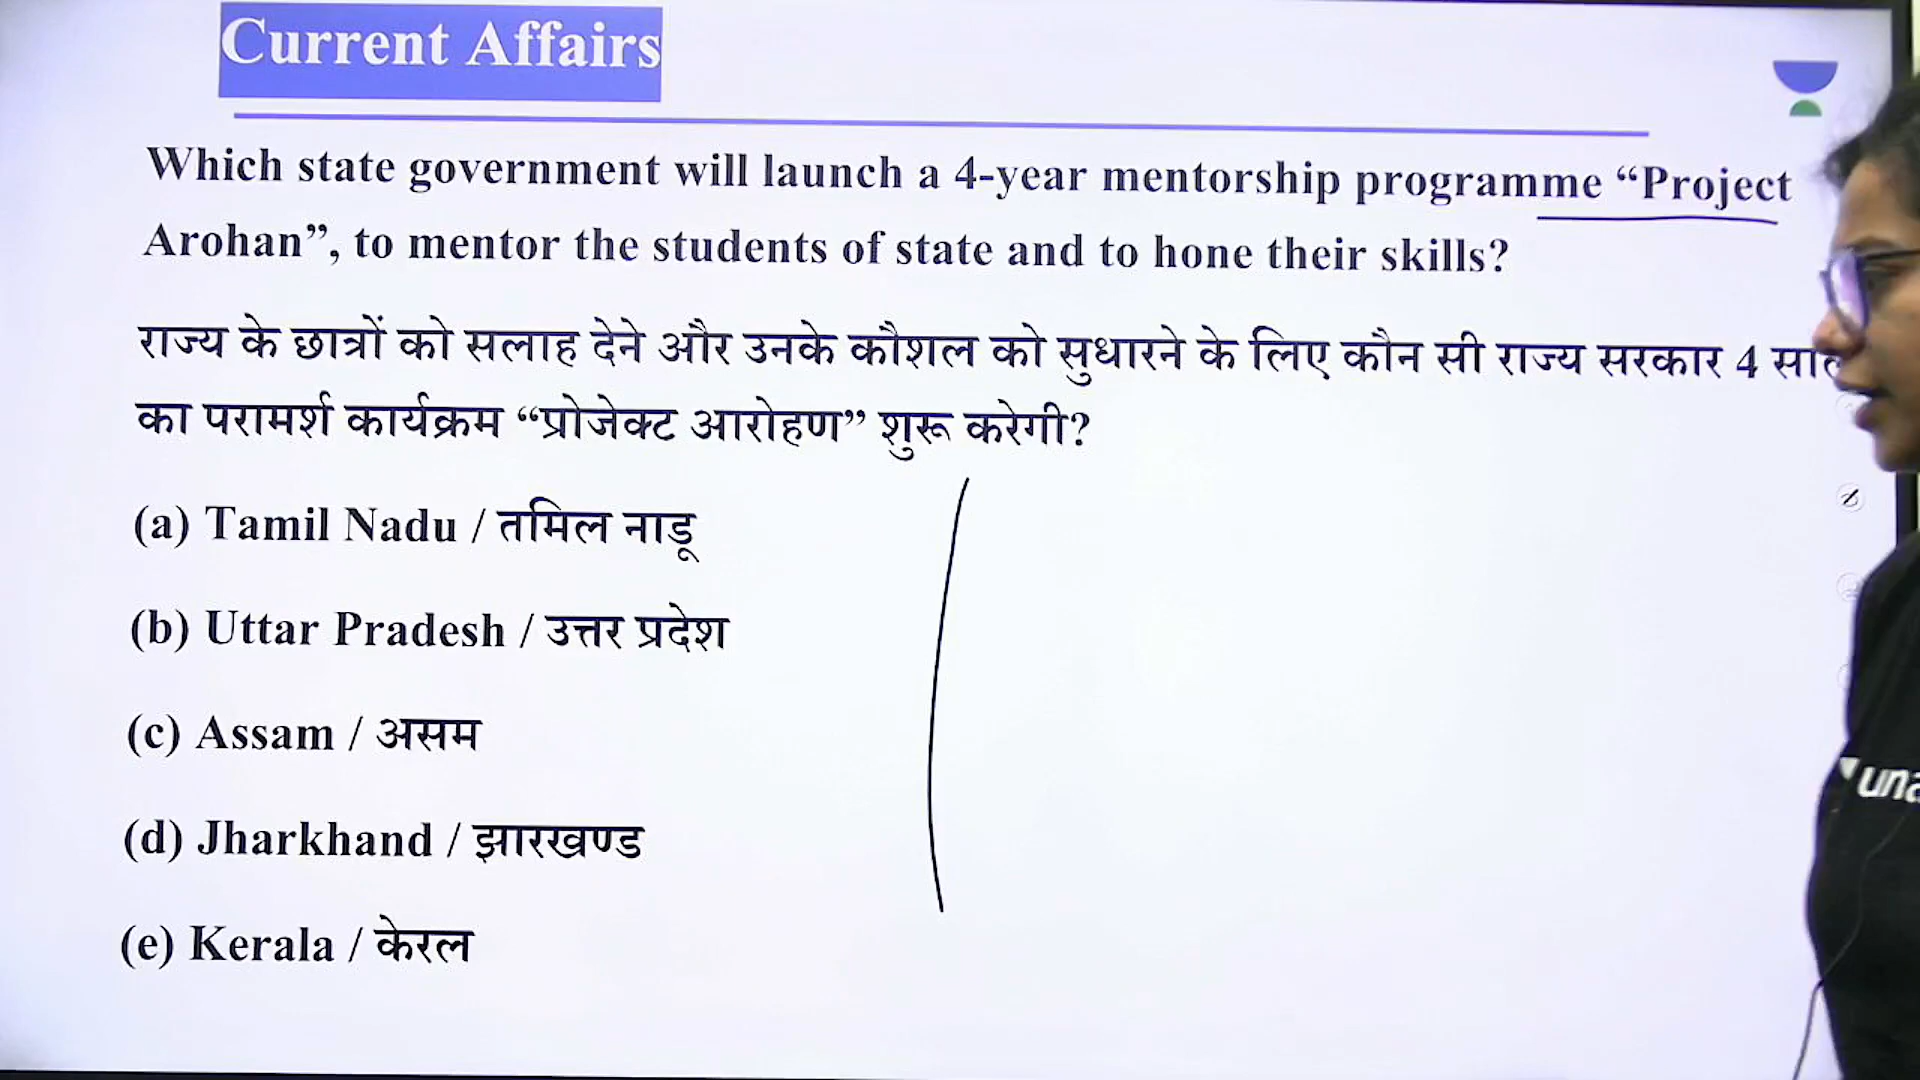 Current Affairs
Which state government will launch a 4-year mentorship programme “Project
Arohan”, to mentor the students of state and to hone their skills?
राज्य के छात्रों को सलाह देने और उनके कौशल को सुधारने के लिए कौन सी राज्य सरकार 4 साल
का परामर्श कार्यक्रम “प्रोजेक्ट आरोहण” शुरू करेगी?
(a) Tamil Nadu / तमिल नाडू
(b) Uttar Pradesh / उत्तर प्रदेश
(c) Assam / असम
(d) Jharkhand / झारखण्ड
(e) Kerala / केरल
una